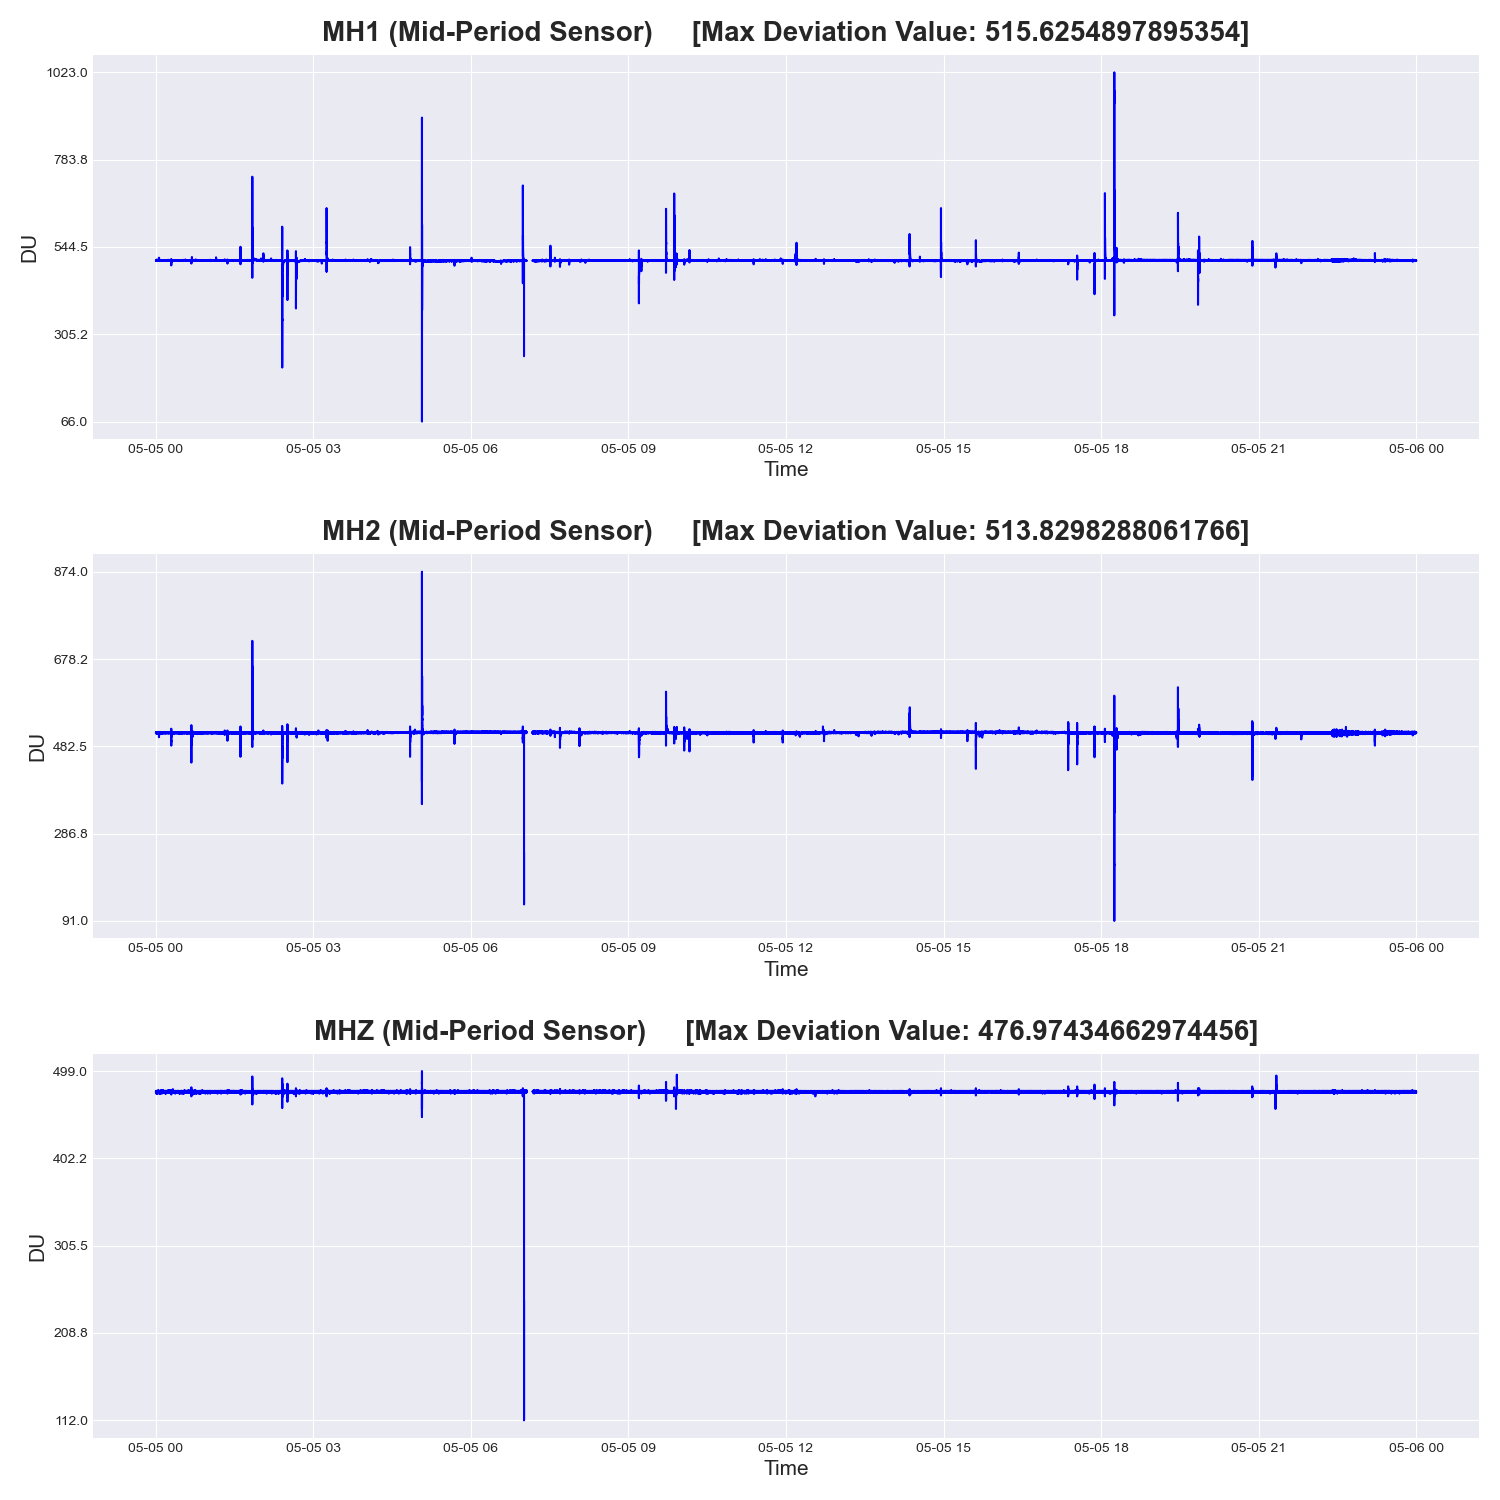 MH1 (Mid-Period Sensor) [Max Deviation Value: 515.6254897895354]
1023.0
783.8
544.5
305.2
66.0
DU
05-05 00 05-05 03 05-05 06 05-05 09 05-05 12 05-05 15 05-05 18 05-05 21 05-06 00
Time
MH2 (Mid-Period Sensor) [Max Deviation Value: 513.8298288061766]
874.0
678.2
482.5
286.8
91.0
DU
05-05 00 05-05 03 05-05 06 05-05 09 05-05 12 05-05 15 05-05 18 05-05 21 05-06 00
Time
MHZ (Mid-Period Sensor) [Max Deviation Value: 476.97434662974456]
499.0
402.2
305.5
208.8
112.0
DU
05-05 00 05-05 03 05-05 06 05-05 09 05-05 12 05-05 15 05-05 18 05-05 21 05-06 00
Time